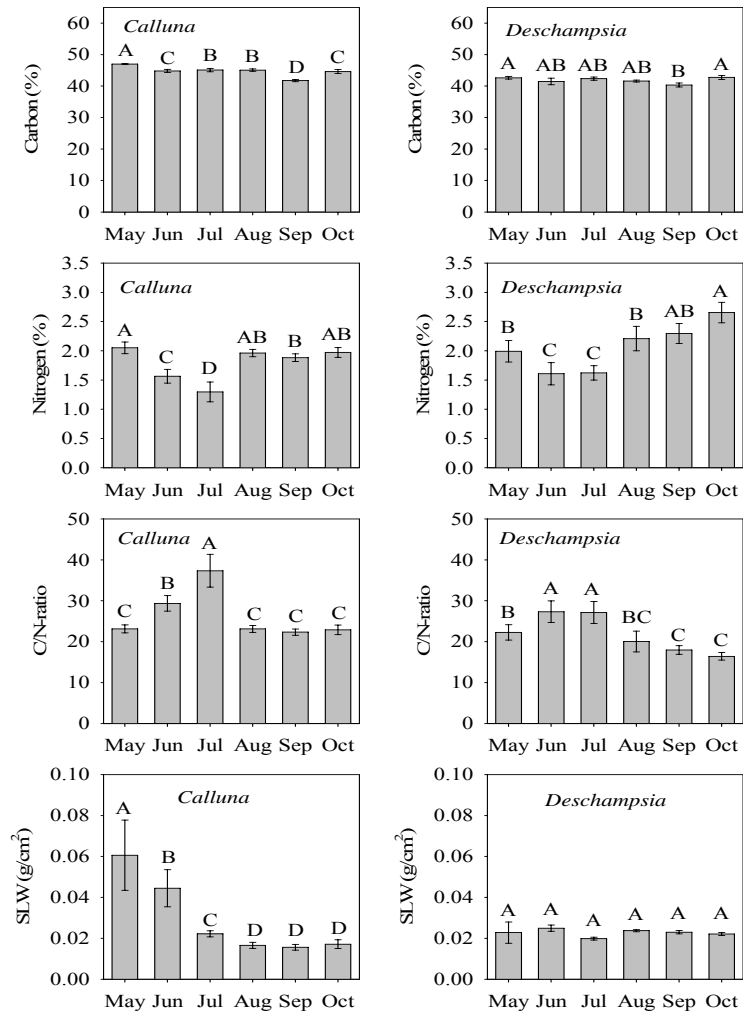 Calluna
Carbon (%)
60
50
40
30
20
10
0
A C B B D C
May Jun Jul Aug Sep Oct
Deschampsia
Carbon (%)
60
50
40
30
20
10
0
A AB AB AB B A
May Jun Jul Aug Sep Oct
Calluna
Nitrogen (%)
3.5
3.0
2.5
2.0
1.5
1.0
0.5
0.0
A C D AB B AB
May Jun Jul Aug Sep Oct
Deschampsia
Nitrogen (%)
3.5
3.0
2.5
2.0
1.5
1.0
0.5
0.0
B C C B AB A
May Jun Jul Aug Sep Oct
Calluna
C/N-ratio
50
40
30
20
10
0
C B A C C C
May Jun Jul Aug Sep Oct
Deschampsia
C/N-ratio
50
40
30
20
10
0
B A A BC C C
May Jun Jul Aug Sep Oct
Calluna
SLW (g/cm²)
0.10
0.08
0.06
0.04
0.02
0.00
A B C D D D
May Jun Jul Aug Sep Oct
Deschampsia
SLW (g/cm²)
0.10
0.08
0.06
0.04
0.02
0.00
A A A A A A
May Jun Jul Aug Sep Oct